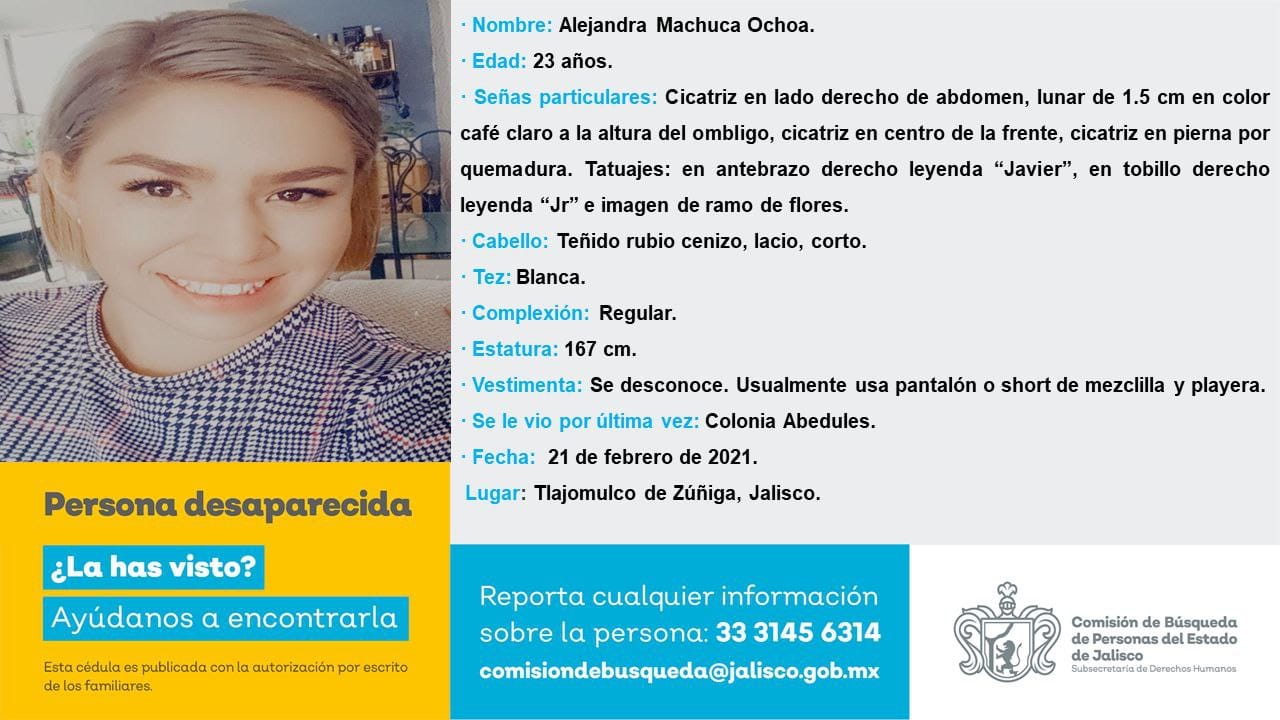 · Nombre: Alejandra Machuca Ochoa.
· Edad: 23 años.
· Señas particulares: Cicatriz en lado derecho de abdomen, lunar de 1.5 cm en color
café claro a la altura del ombligo, cicatriz en centro de la frente, cicatriz en pierna por
quemadura. Tatuajes: en antebrazo derecho leyenda “Javier”, en tobillo derecho
leyenda “Jr” e imagen de ramo de flores.
· Cabello: Teñido rubio cenizo, lacio, corto.
· Tez: Blanca.
· Complexión: Regular.
· Estatura: 167 cm.
· Vestimenta: Se desconoce. Usualmente usa pantalón o short de mezclilla y playera.
· Se le vio por última vez: Colonia Abedules.
· Fecha: 21 de febrero de 2021.
Lugar: Tlajomulco de Zúñiga, Jalisco.
Persona desaparecida
¿La has visto?
Ayúdanos a encontrarla
Esta cédula es publicada con la autorización por escrito
de los familiares.
Reporta cualquier información
sobre la persona: 33 3145 6314
comisiondebusqueda@jalisco.gob.mx
Comisión de Búsqueda
de Personas del Estado
de Jalisco
Subsecretaría de Derechos Humanos